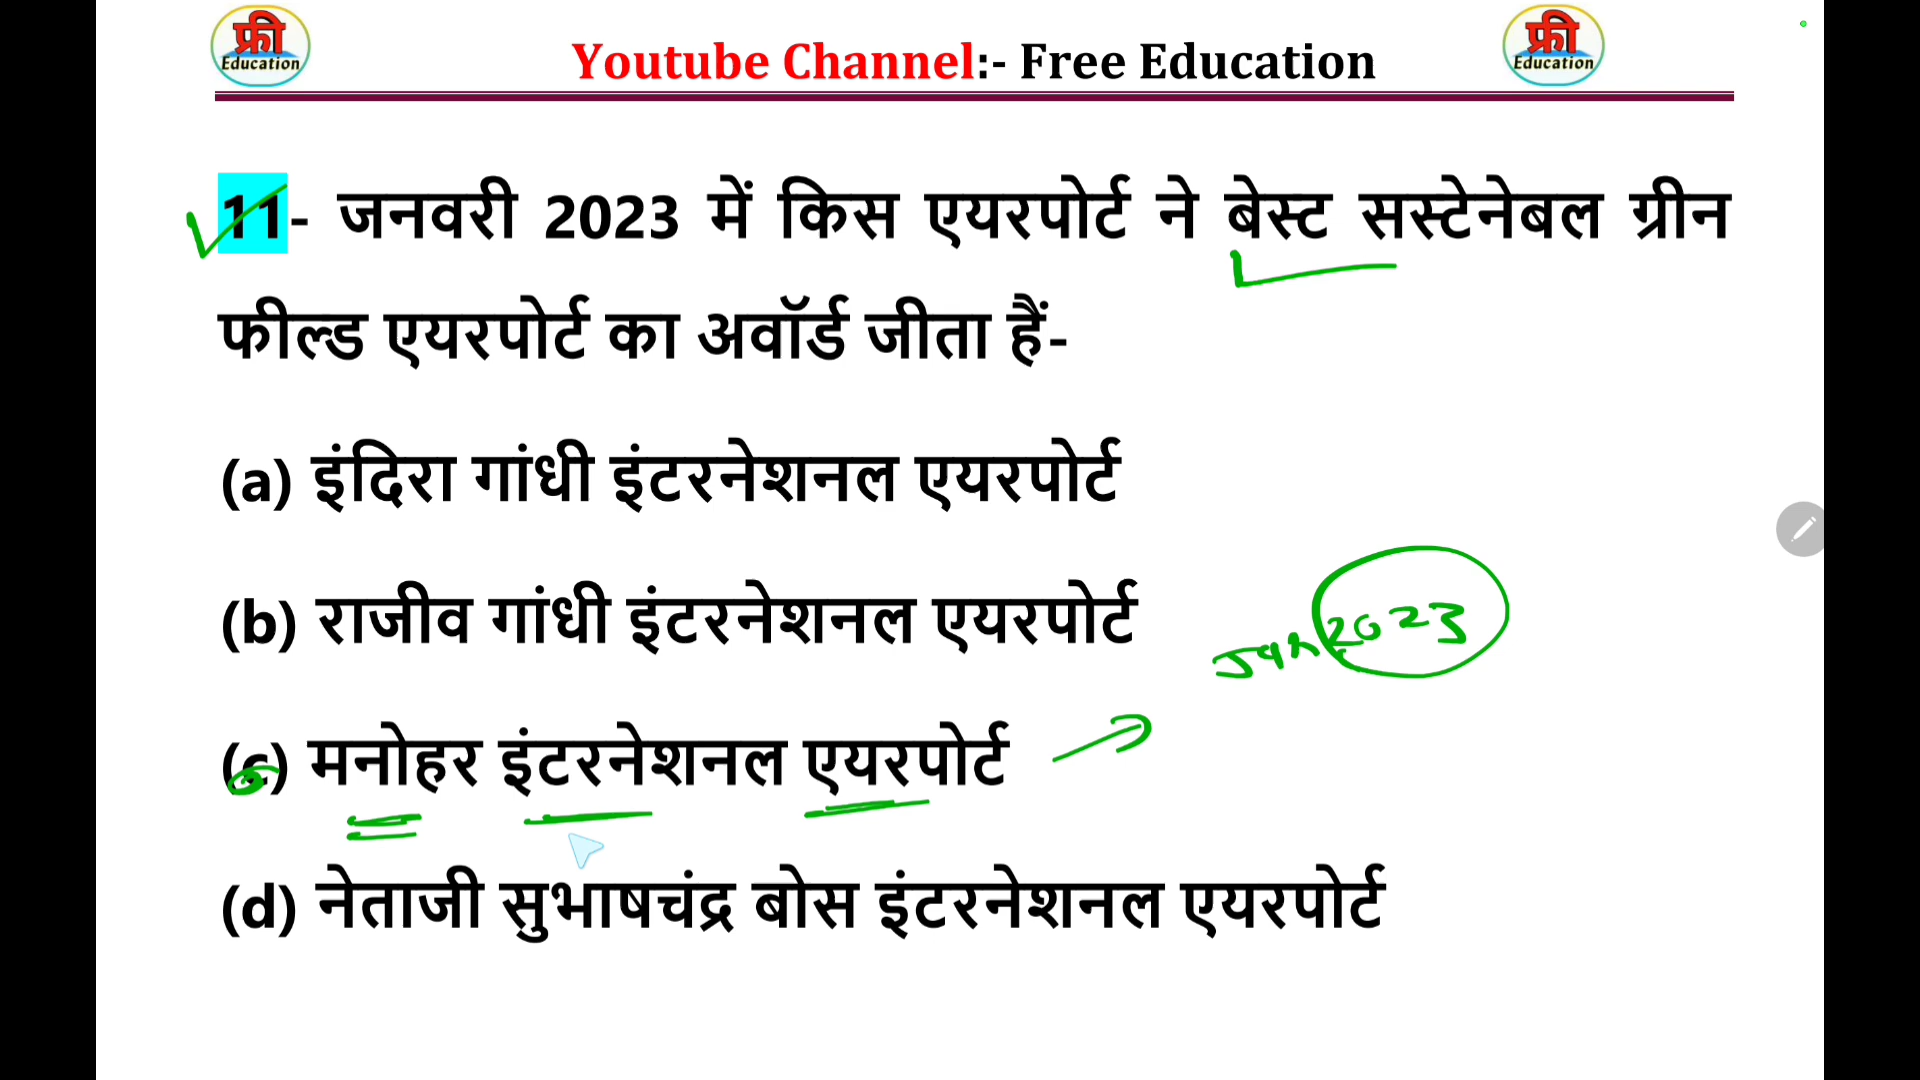 फ्री
Education
Youtube Channel:- Free Education
फ्री
Education
11- जनवरी 2023 में किस एयरपोर्ट ने बेस्ट सस्टेनेबल ग्रीन
फील्ड एयरपोर्ट का अवॉर्ड जीता हैं-
(a) इंदिरा गांधी इंटरनेशनल एयरपोर्ट
(b) राजीव गांधी इंटरनेशनल एयरपोर्ट
Jan 2023
(c) मनोहर इंटरनेशनल एयरपोर्ट
(d) नेताजी सुभाषचंद्र बोस इंटरनेशनल एयरपोर्ट